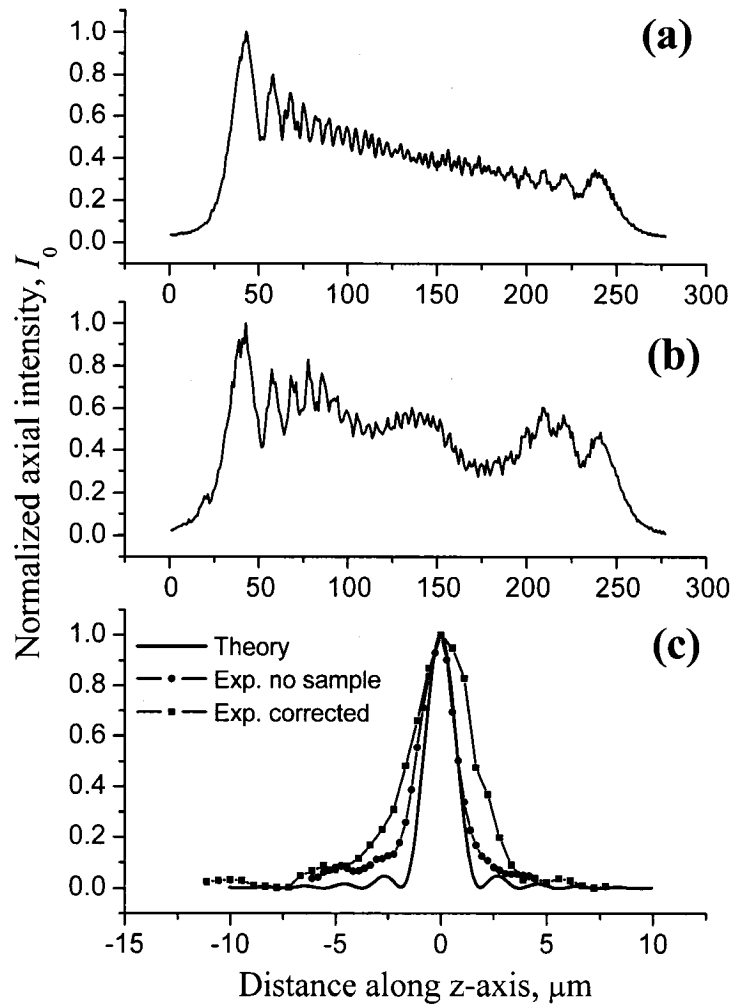 Normalized axial intensity, I0
(a)
1.0
0.8
0.6
0.4
0.2
0.0
0 50 100 150 200 250 300
(b)
1.0
0.8
0.6
0.4
0.2
0.0
0 50 100 150 200 250 300
(c)
1.0
0.8
0.6
0.4
0.2
0.0
Theory
Exp. no sample
Exp. corrected
-15 -10 -5 0 5 10
Distance along z-axis, μm